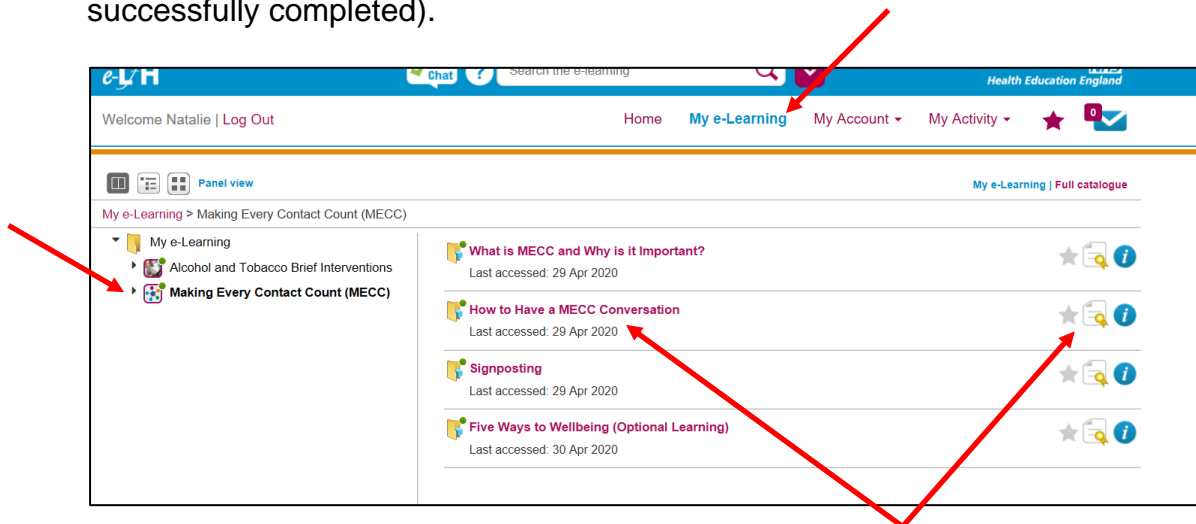 successfully completed).
e-LfH
Chat ? Search the e-learning
NHS
Health Education England
Welcome Natalie | Log Out Home My e-Learning My Account My Activity 0
Panel view My e-Learning | Full catalogue
My e-Learning > Making Every Contact Count (MECC)
My e-Learning
Alcohol and Tobacco Brief Interventions
Making Every Contact Count (MECC)
What is MECC and Why is it Important?
Last accessed: 29 Apr 2020
How to Have a MECC Conversation
Last accessed: 29 Apr 2020
Signposting
Last accessed: 29 Apr 2020
Five Ways to Wellbeing (Optional Learning)
Last accessed: 30 Apr 2020